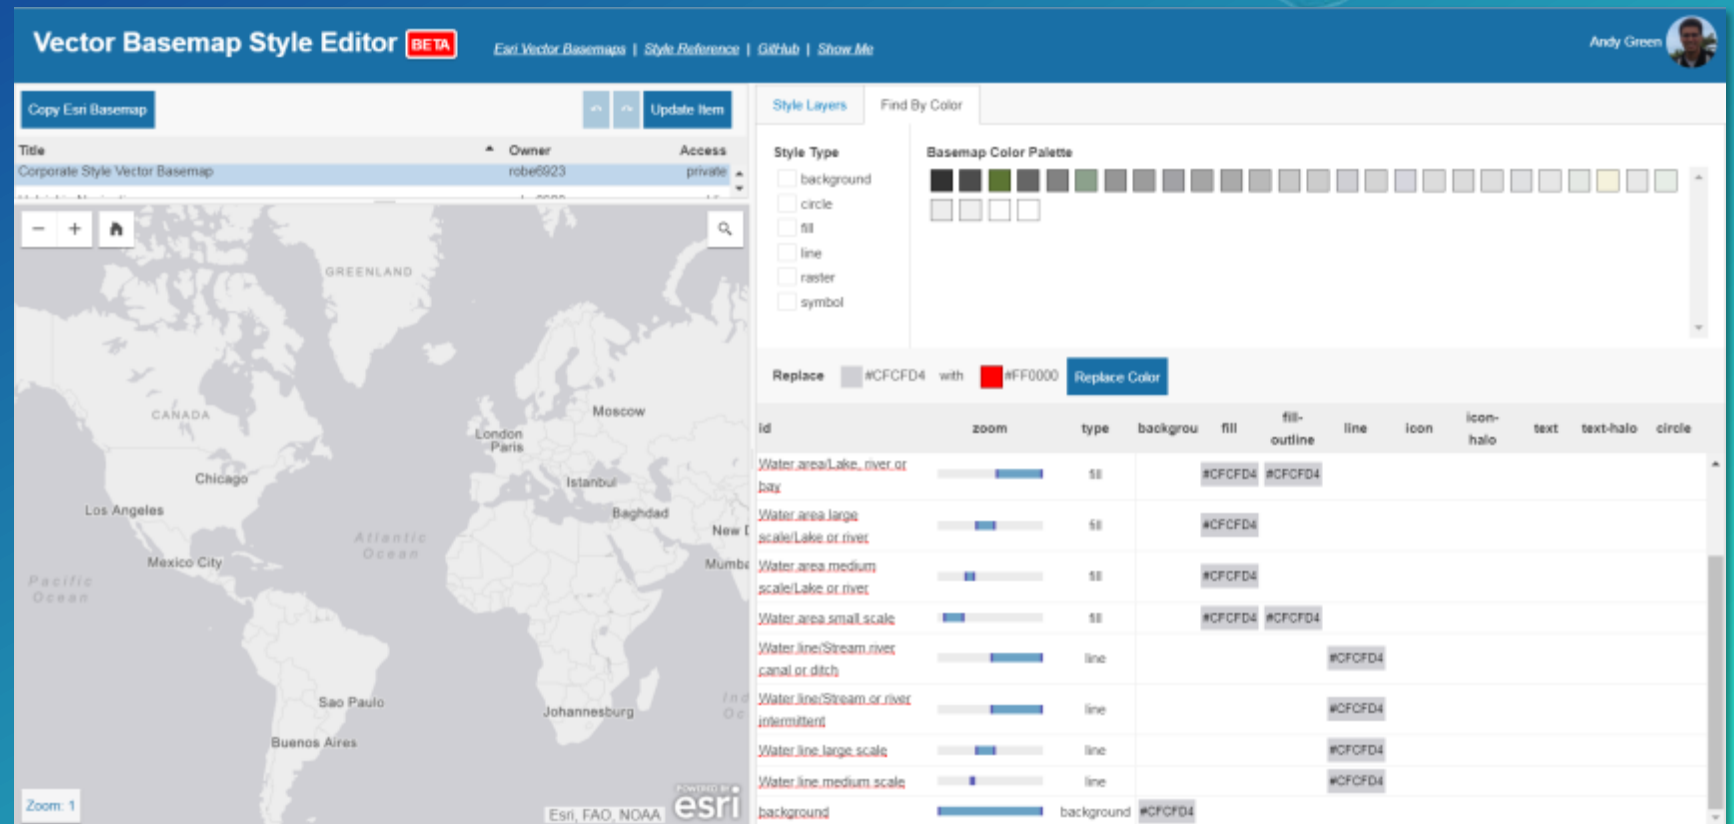 Vector Basemap Style Editor BETA
Esri Vector Basemaps | Style Reference | GitHub | Show Me
Andy Green
Copy Esri Basemap
Update Item
Title Owner Access
Corporate Style Vector Basemap robe6923 private
GREENLAND
CANADA
Moscow
London
Paris
Chicago
Istanbul
Los Angeles
Baghdad
Atlantic
Ocean
New D
Mexico City
Mumba
Pacific
Ocean
Sao Paulo
Ind
Oc
Johannesburg
Buenos Aires
Zoom: 1
Esri, FAO, NOAA
POWERED BY
esri
Style Layers
Find By Color
Style Type
background
circle
fill
line
raster
symbol
Basemap Color Palette
Replace #CFCFD4 with #FF0000 Replace Color
id zoom type backgrou fill fill-outline line icon icon-halo text text-halo circle
Water area/Lake, river or
bay fill #CFCFD4 #CFCFD4
Water area large
scale/Lake or river fill #CFCFD4
Water area medium
scale/Lake or river fill #CFCFD4
Water area small scale fill #CFCFD4 #CFCFD4
Water line/Stream river
canal or ditch line #CFCFD4
Water line/Stream or river
intermittent line #CFCFD4
Water line large scale line #CFCFD4
Water line medium scale line #CFCFD4
background background #CFCFD4